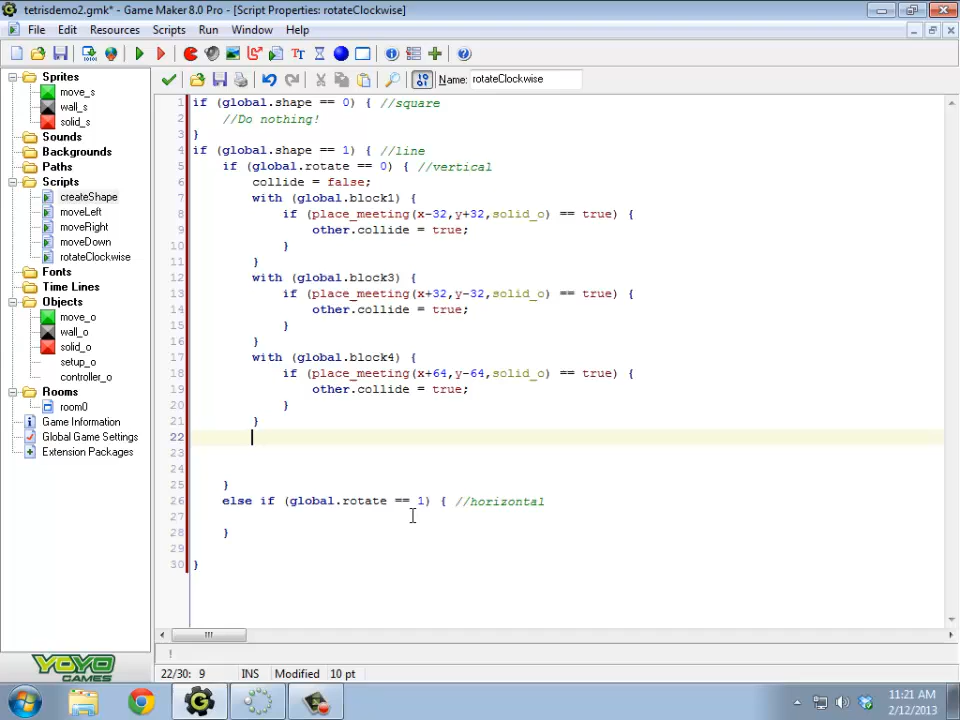 tetrisdemo2.gmk* - Game Maker 8.0 Pro - [Script Properties: rotateClockwise]
File Edit Resources Scripts Run Window Help
Name: rotateClockwise
Sprites
move_s
wall_s
solid_s
Sounds
Backgrounds
Paths
Scripts
createShape
moveLeft
moveRight
moveDown
rotateClockwise
Fonts
Time Lines
Objects
move_o
wall_o
solid_o
setup_o
controller_o
Rooms
room0
Game Information
Global Game Settings
Extension Packages
YOYO
GAMES
1 if (global.shape == 0) { //square
2 //Do nothing!
3 }
4 if (global.shape == 1) { //line
5 if (global.rotate == 0) { //vertical
6 collide = false;
7 with (global.block1) {
8 if (place_meeting(x-32,y+32,solid_o) == true) {
9 other.collide = true;
10 }
11 }
12 with (global.block3) {
13 if (place_meeting(x+32,y-32,solid_o) == true) {
14 other.collide = true;
15 }
16 }
17 with (global.block4) {
18 if (place_meeting(x+64,y-64,solid_o) == true) {
19 other.collide = true;
20 }
21 }
22
23
24
25 }
26 else if (global.rotate == 1) { //horizontal
27
28 }
29
30 }
22/30: 9 INS Modified 10 pt
11:21 AM
2/12/2013